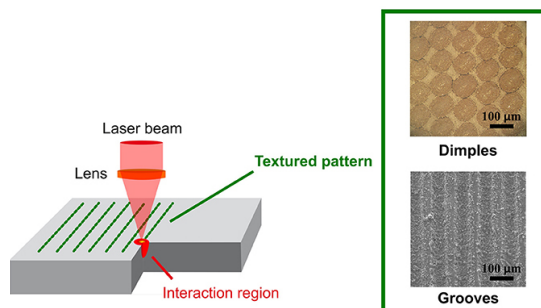 Laser beam
Lens
Textured pattern
Interaction region
100 µm
Dimples
100 µm
Grooves